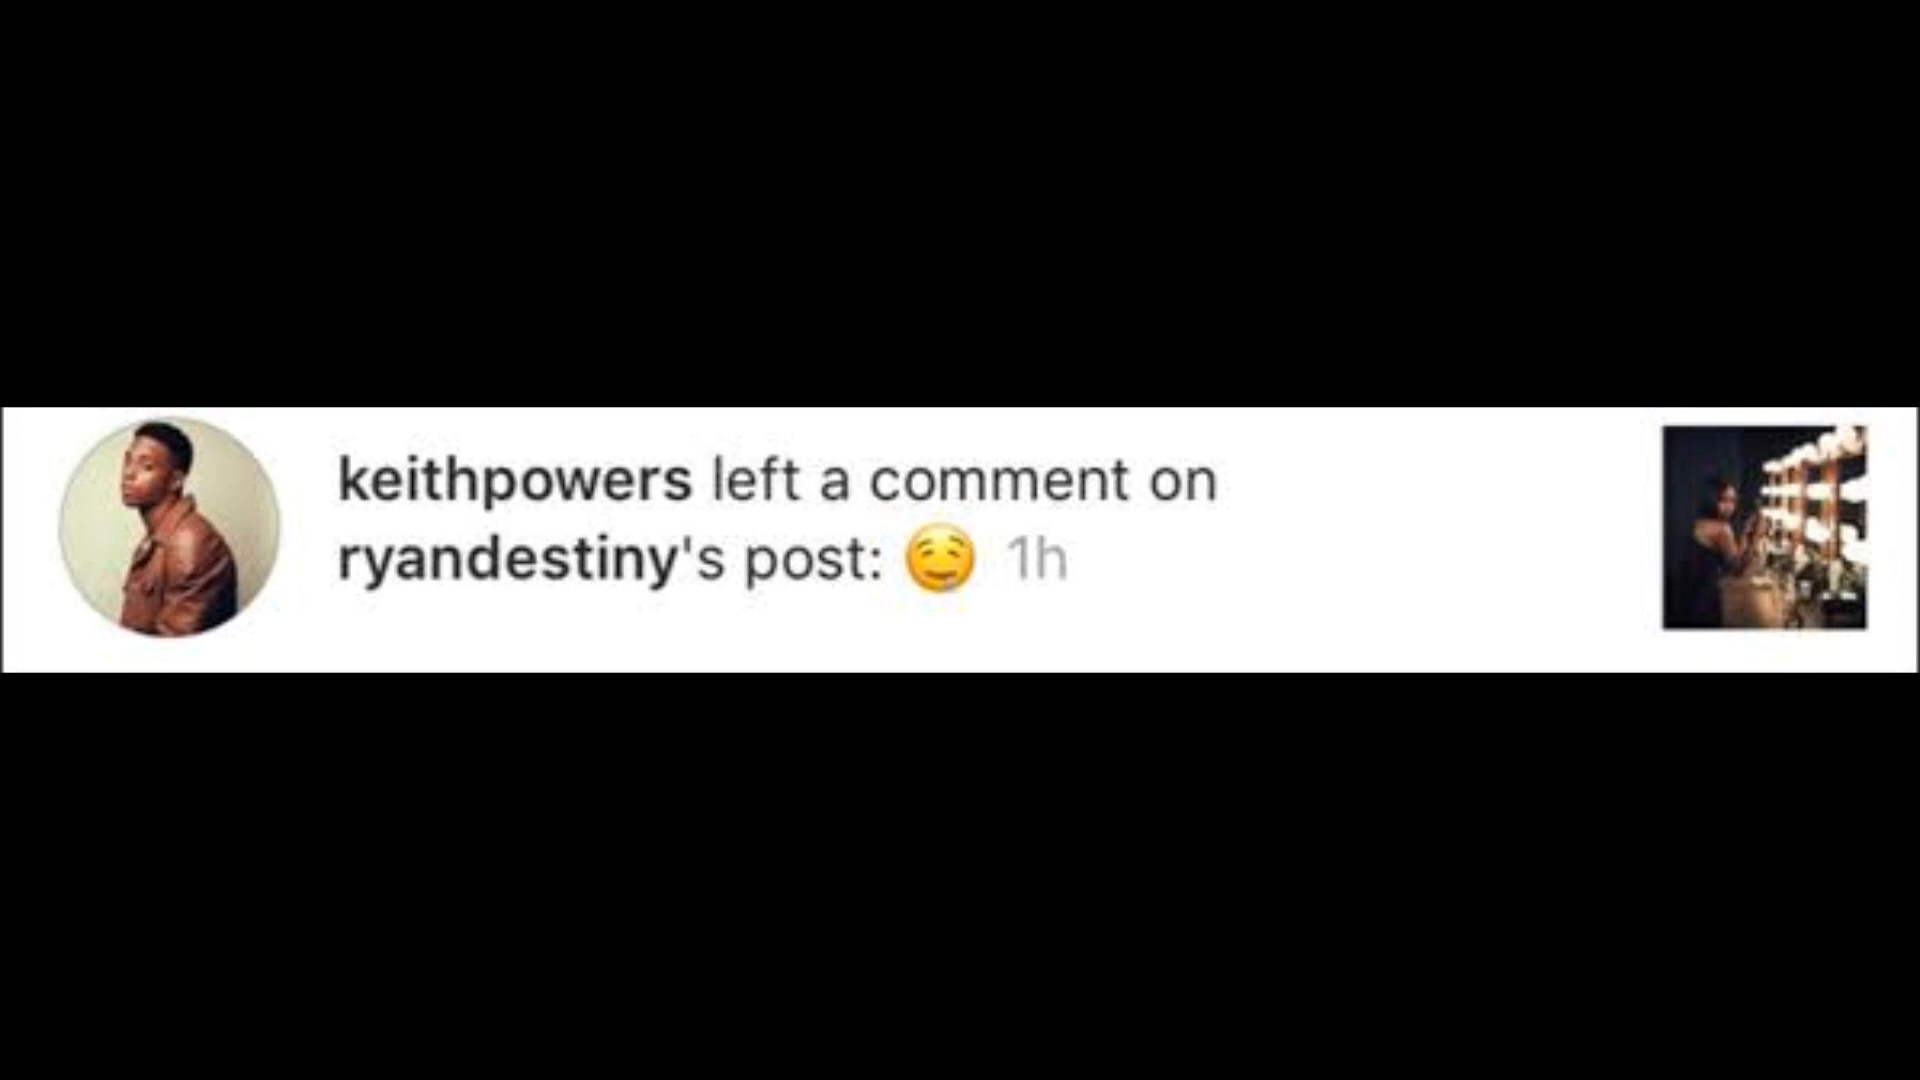 keithpowers left a comment on
ryandestiny's post: 🤤 1h